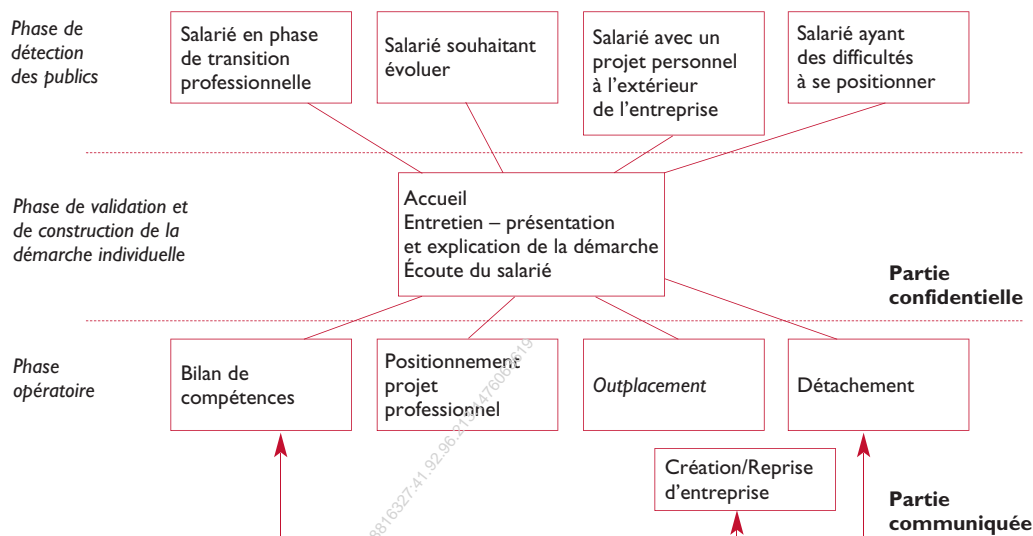 Phase de
détection
des publics
Salarié en phase
de transition
professionnelle
Salarié souhaitant
évoluer
Salarié avec un
projet personnel
à l'extérieur
de l'entreprise
Salarié ayant
des difficultés
à se positionner
Phase de validation et
de construction de la
démarche individuelle
Accueil
Entretien – présentation
et explication de la démarche
Écoute du salarié
Partie
confidentielle
Phase
opératoire
Bilan de
compétences
Positionnement
projet
professionnel
Outplacement
Détachement
Création/Reprise
d'entreprise
Partie
communiquée